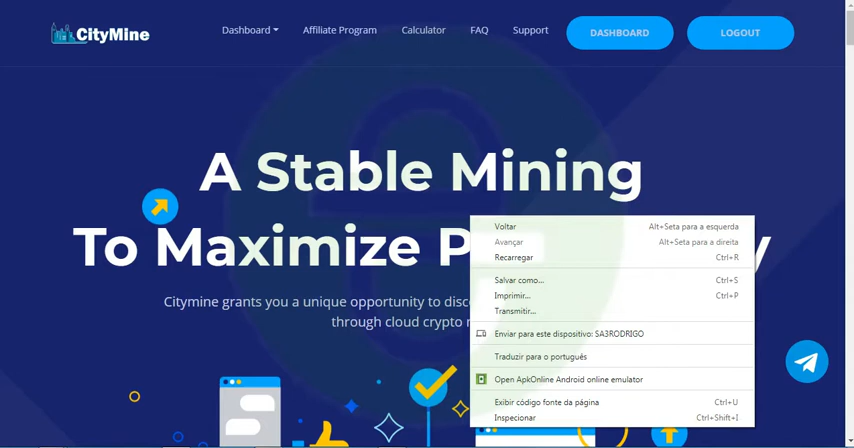 CityMine
Dashboard
Affiliate Program
Calculator
FAQ
Support
DASHBOARD
LOGOUT
A Stable Mining
To Maximize P
y
Citymine grants you a unique opportunity to
through cloud crypto
Voltar Alt+Seta para a esquerda
Avançar Alt+Seta para a direita
Recarregar Ctrl+R
Salvar como... Ctrl+S
Imprimir... Ctrl+P
Transmitir...
Enviar para este dispositivo: SA3RODRIGO
Traduzir para o português
Open ApkOnline Android online emulator
Exibir código fonte da página Ctrl+U
Inspecionar Ctrl+Shift+I